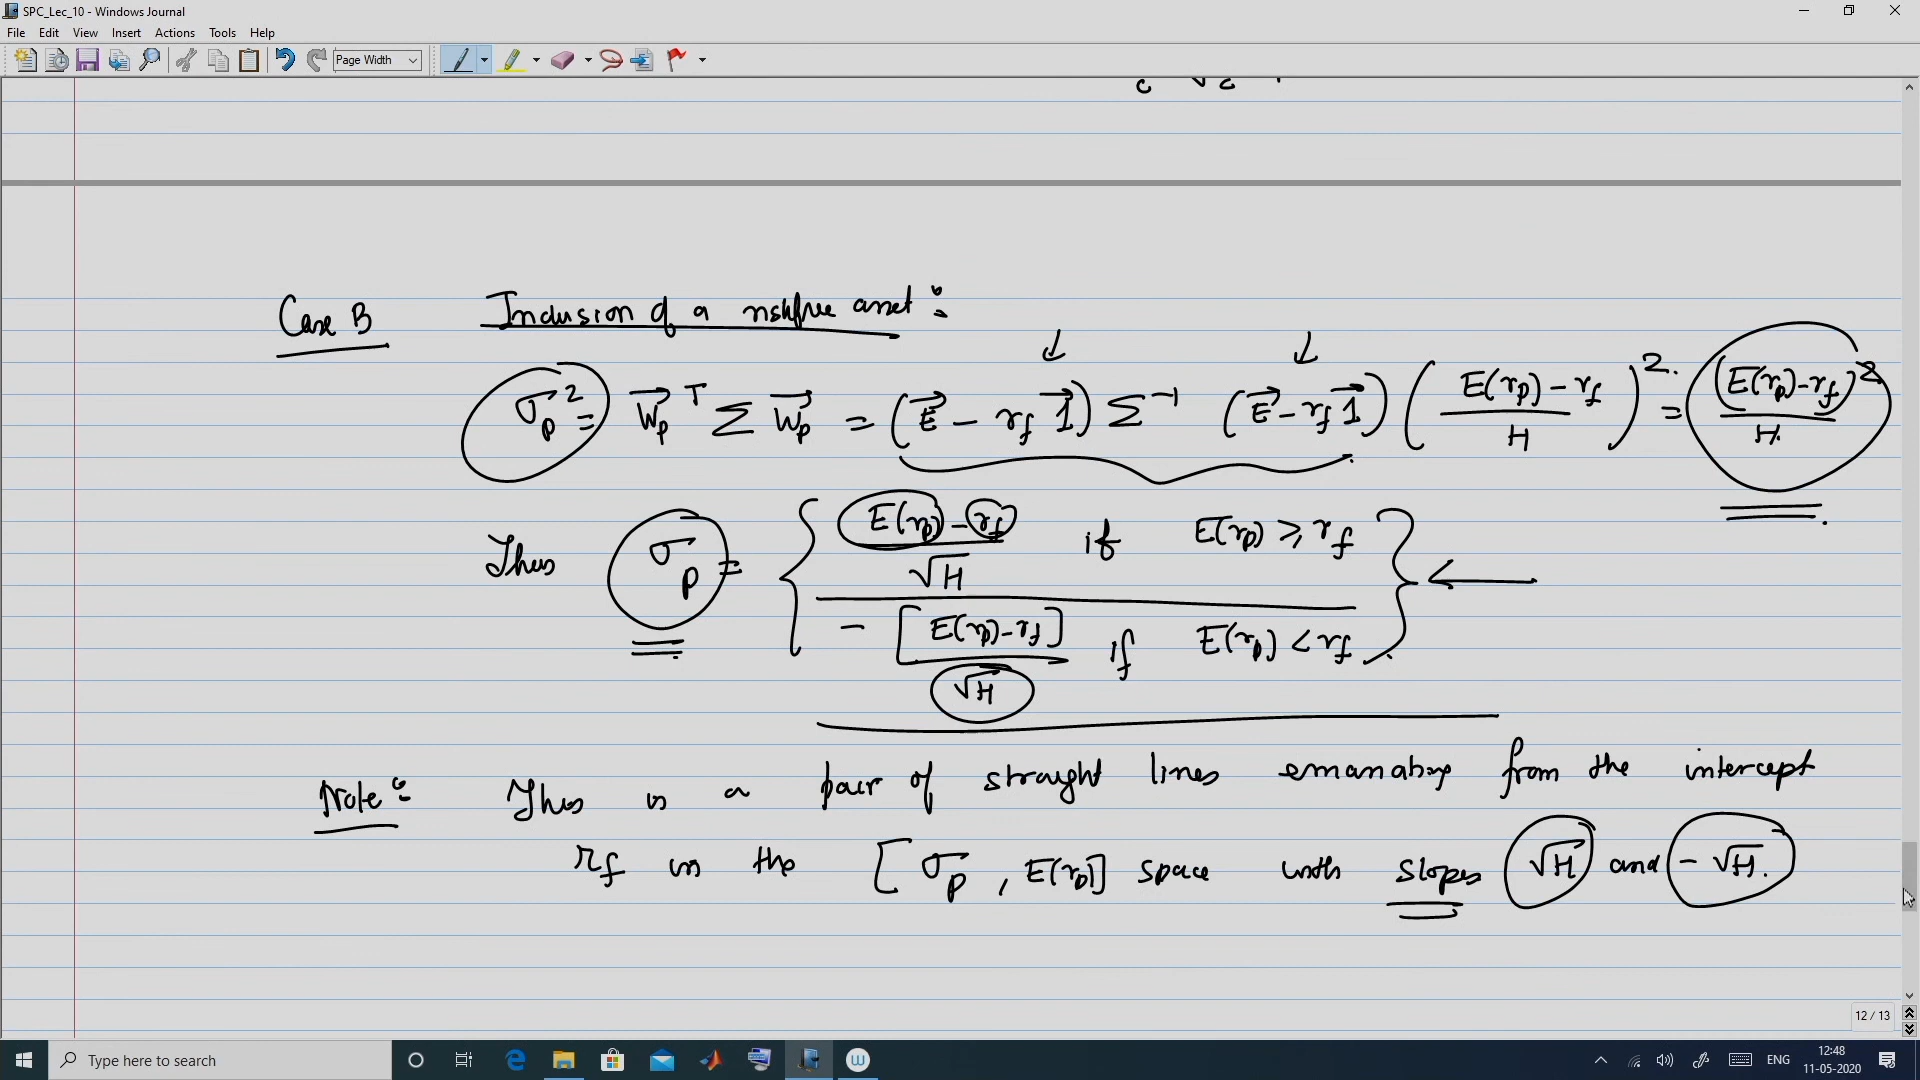 SPC_Lec_10 - Windows Journal
File Edit View Insert Actions Tools Help
Page Width
c √c
Case B Inclusion of a riskfree asset:
σp² = W⃗pᵀ Σ W⃗p = (E⃗ − rf 1⃗) Σ⁻¹ (E⃗ − rf 1⃗) ( (E(rp) − rf) / H )² = (E(rp) − rf)² / H.
Thus σp = { (E(rp) − rf) / √H if E(rp) ⩾ rf
− [E(rp) − rf] / √H if E(rp) < rf }
Note: This is a pair of straight lines emanating from the intercept
rf in the [σp, E(rp)] space with slopes √H and − √H.
12 / 13
Type here to search
ENG
12:48
11-05-2020